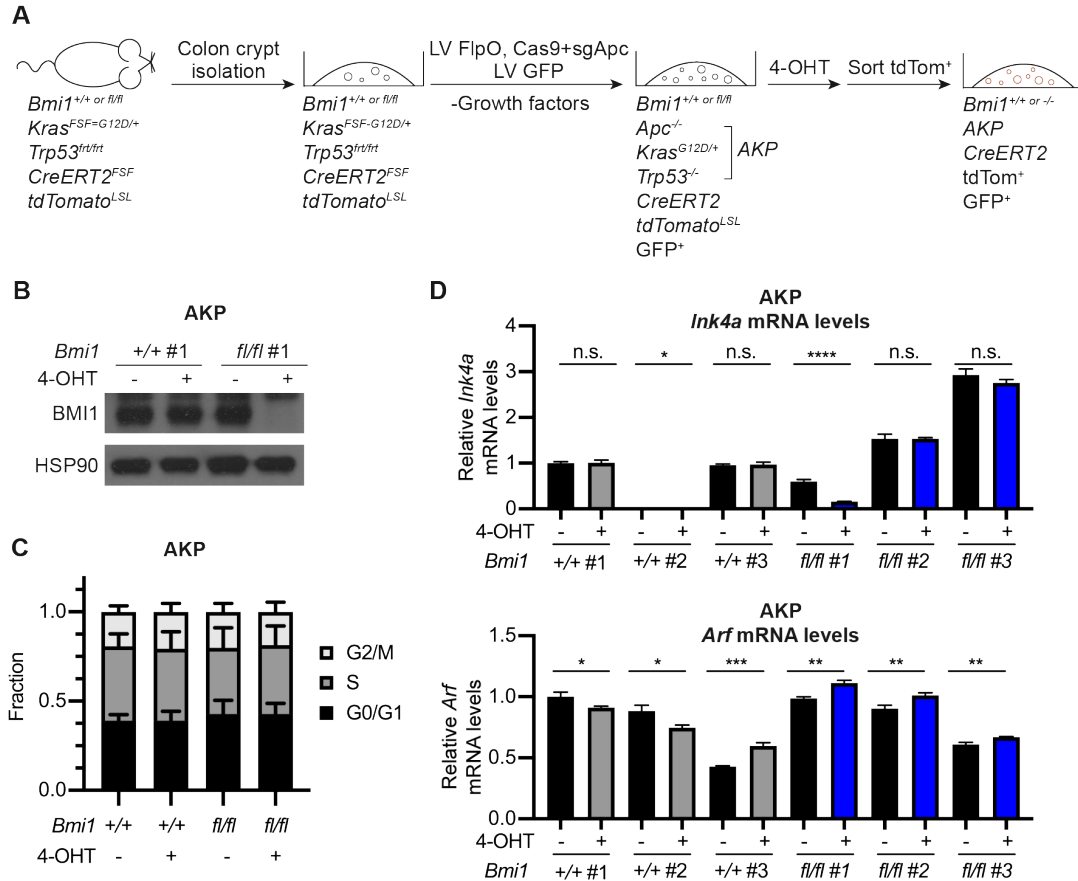 A
Colon crypt
isolation
LV FlpO, Cas9+sgApc
LV GFP
-Growth factors
4-OHT
Sort tdTom⁺
Bmi1+/+ or fl/fl
KrasFSF=G12D/+
Trp53frt/frt
CreERT2FSF
tdTomatoLSL
Bmi1+/+ or fl/fl
KrasFSF-G12D/+
Trp53frt/frt
CreERT2FSF
tdTomatoLSL
Bmi1+/+ or fl/fl
Apc-/-
KrasG12D/+
Trp53-/-
AKP
CreERT2
tdTomatoLSL
GFP⁺
Bmi1+/+ or -/-
AKP
CreERT2
tdTom⁺
GFP⁺
B
AKP
Bmi1 +/+ #1 fl/fl #1
4-OHT - + - +
BMI1
HSP90
C
AKP
1.0
0.5
0.0
Fraction
G2/M
S
G0/G1
Bmi1 +/+ +/+ fl/fl fl/fl
4-OHT - + - +
D
AKP
Ink4a mRNA levels
Relative Ink4a
mRNA levels
4
3
2
1
0
n.s. * n.s. **** n.s. n.s.
4-OHT - + - + - + - + - + - +
Bmi1 +/+ #1 +/+ #2 +/+ #3 fl/fl #1 fl/fl #2 fl/fl #3
AKP
Arf mRNA levels
Relative Arf
mRNA levels
1.5
1.0
0.5
0.0
* * *** ** ** **
4-OHT - + - + - + - + - + - +
Bmi1 +/+ #1 +/+ #2 +/+ #3 fl/fl #1 fl/fl #2 fl/fl #3